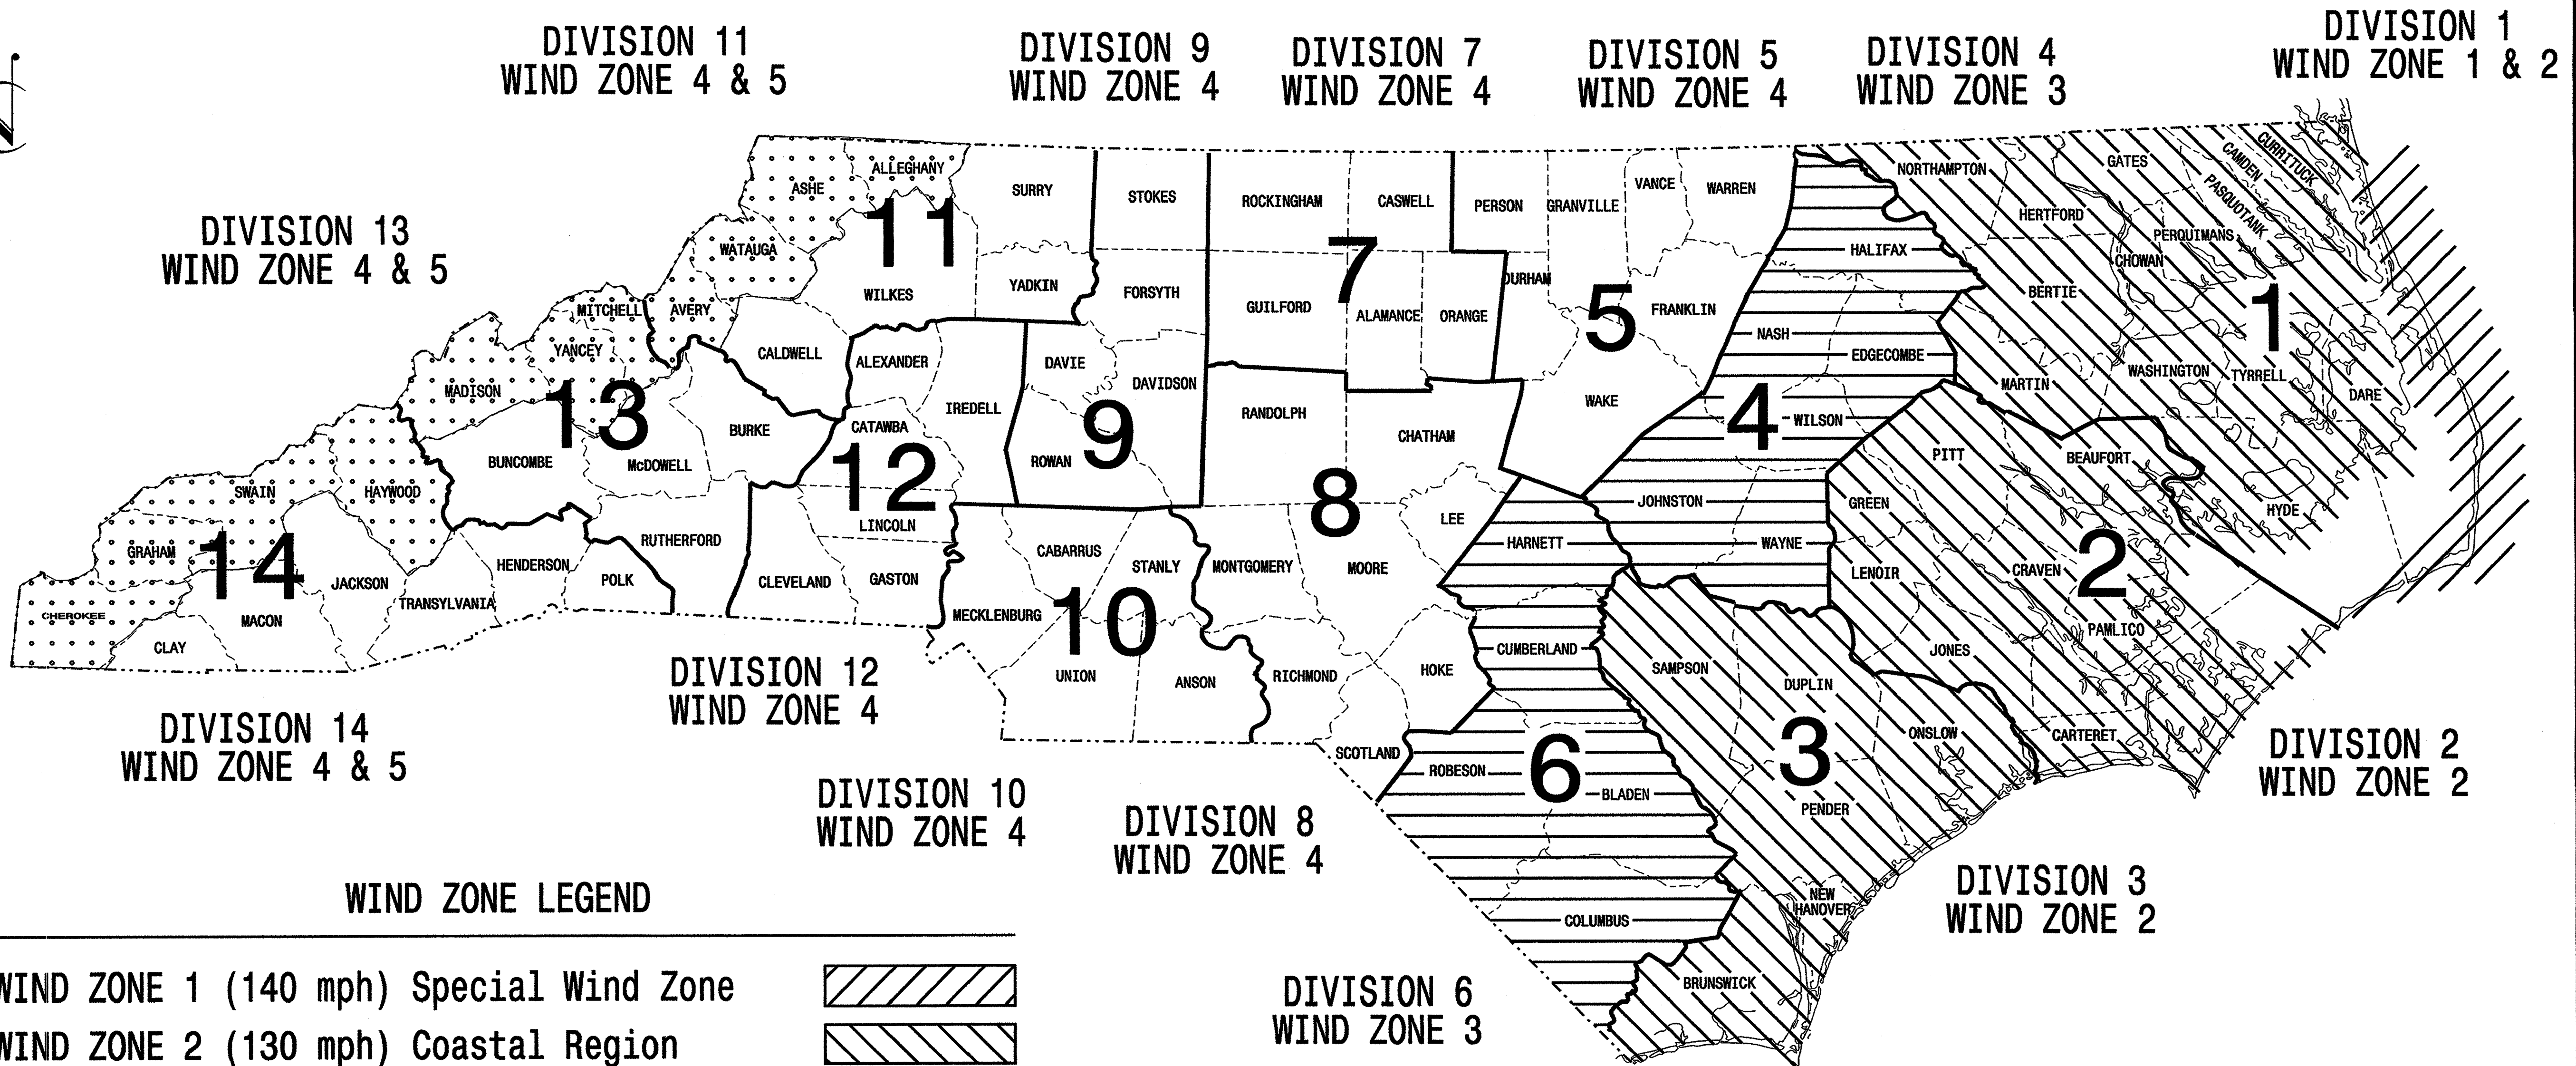 DIVISION 11
WIND ZONE 4 & 5
DIVISION 9
WIND ZONE 4
DIVISION 7
WIND ZONE 4
DIVISION 5
WIND ZONE 4
DIVISION 4
WIND ZONE 3
DIVISION 1
WIND ZONE 1 & 2
DIVISION 13
WIND ZONE 4 & 5
N
ASHE
ALLEGHANY
SURRY
STOKES
ROCKINGHAM
CASWELL
PERSON
GRANVILLE
VANCE
WARREN
NORTHAMPTON
GATES
CAMDEN
CURRITUCK
PASQUOTANK
HERTFORD
PERQUIMANS
CHOWAN
HALIFAX
WATAUGA
11
WILKES
YADKIN
FORSYTH
7
GUILFORD
ALAMANCE
ORANGE
DURHAM
5
FRANKLIN
NASH
EDGECOMBE
BERTIE
1
MITCHELL
AVERY
YANCEY
CALDWELL
ALEXANDER
DAVIE
DAVIDSON
MADISON
13
IREDELL
RANDOLPH
WAKE
4
WILSON
MARTIN
WASHINGTON
TYRRELL
DARE
BURKE
CATAWBA
9
CHATHAM
BUNCOMBE
McDOWELL
12
ROWAN
PITT
BEAUFORT
SWAIN
HAYWOOD
LINCOLN
8
LEE
JOHNSTON
GREEN
HYDE
GRAHAM
14
JACKSON
HENDERSON
RUTHERFORD
POLK
CLEVELAND
GASTON
CABARRUS
STANLY
MONTGOMERY
MOORE
HARNETT
WAYNE
LENOIR
CRAVEN
2
CHEROKEE
MACON
TRANSYLVANIA
MECKLENBURG
10
PAMLICO
CLAY
UNION
ANSON
RICHMOND
HOKE
CUMBERLAND
SAMPSON
DUPLIN
JONES
SCOTLAND
ROBESON
6
BLADEN
3
ONSLOW
CARTERET
PENDER
COLUMBUS
NEW
HANOVER
BRUNSWICK
DIVISION 14
WIND ZONE 4 & 5
DIVISION 12
WIND ZONE 4
DIVISION 10
WIND ZONE 4
DIVISION 8
WIND ZONE 4
DIVISION 6
WIND ZONE 3
DIVISION 3
WIND ZONE 2
DIVISION 2
WIND ZONE 2
WIND ZONE LEGEND
WIND ZONE 1 (140 mph) Special Wind Zone
WIND ZONE 2 (130 mph) Coastal Region